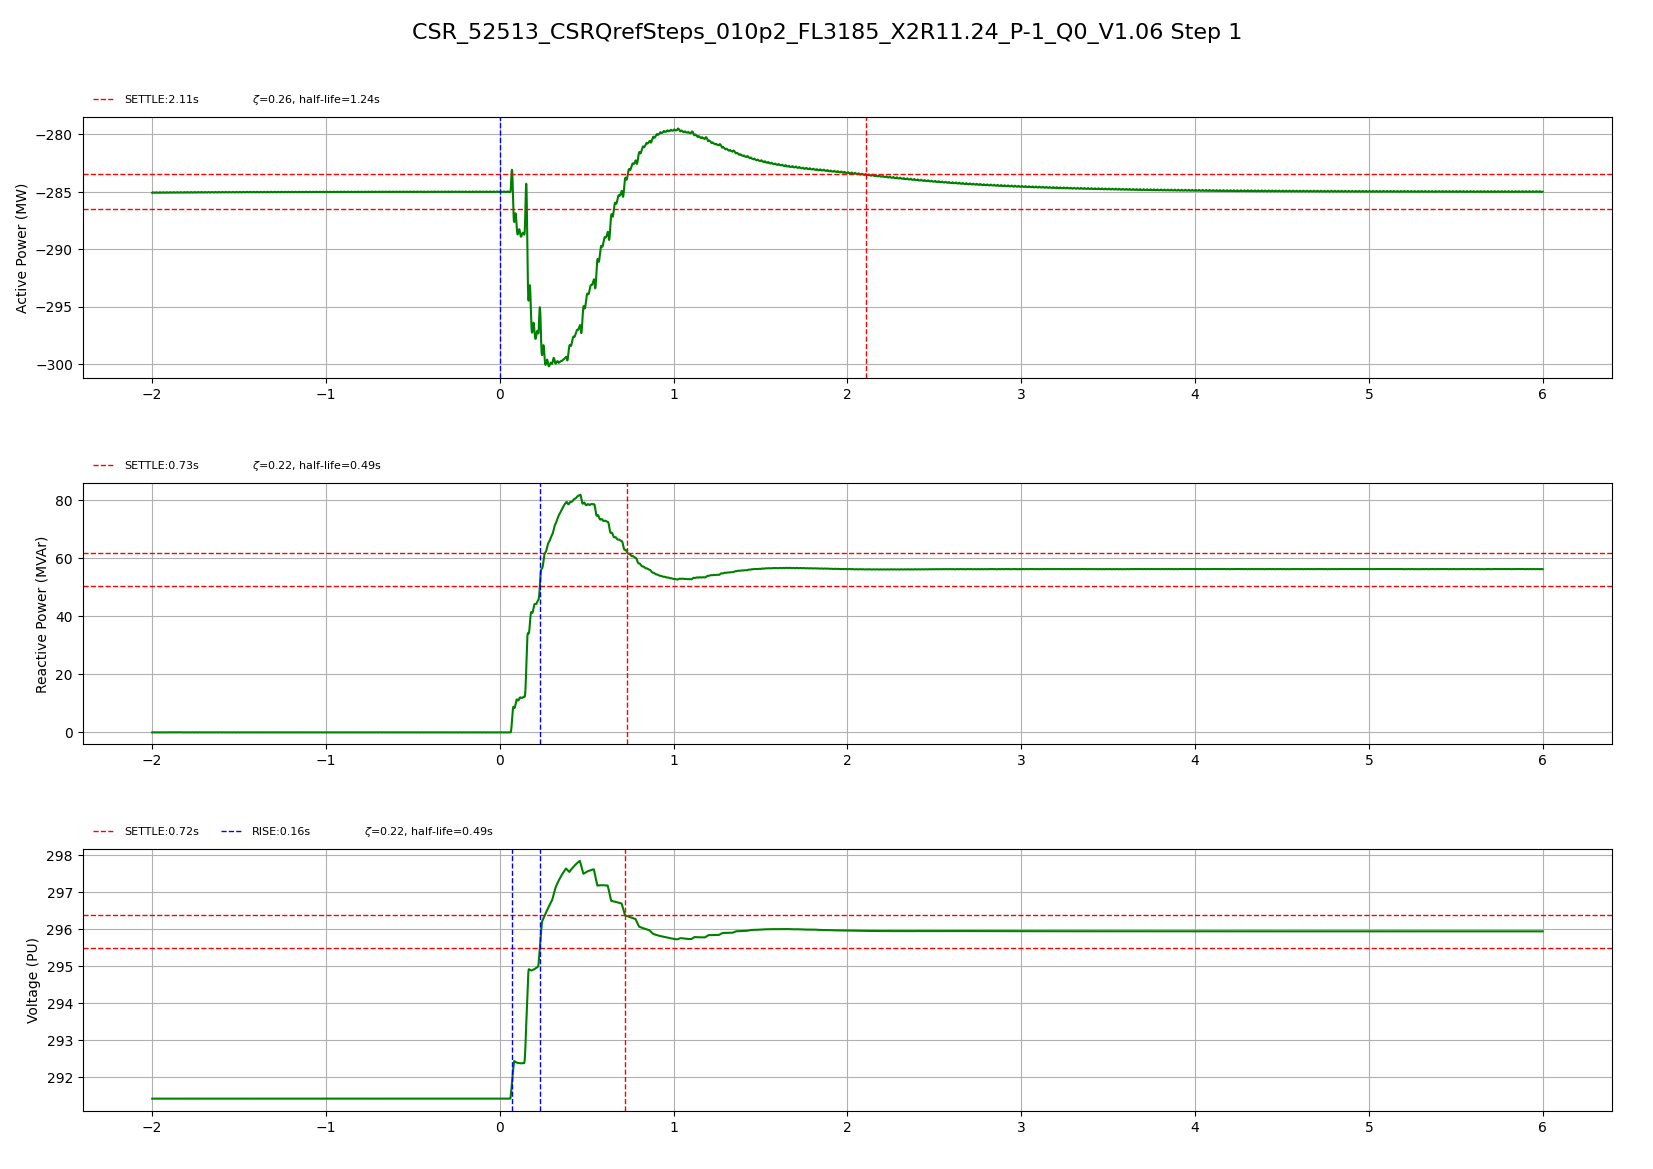 CSR_52513_CSRQrefSteps_010p2_FL3185_X2R11.24_P-1_Q0_V1.06 Step 1
SETTLE:2.11s ζ=0.26, half-life=1.24s
Active Power (MW)
−280
−285
−290
−295
−300
−2 −1 0 1 2 3 4 5 6
SETTLE:0.73s ζ=0.22, half-life=0.49s
Reactive Power (MVAr)
80
60
40
20
0
−2 −1 0 1 2 3 4 5 6
SETTLE:0.72s RISE:0.16s ζ=0.22, half-life=0.49s
Voltage (PU)
298
297
296
295
294
293
292
−2 −1 0 1 2 3 4 5 6